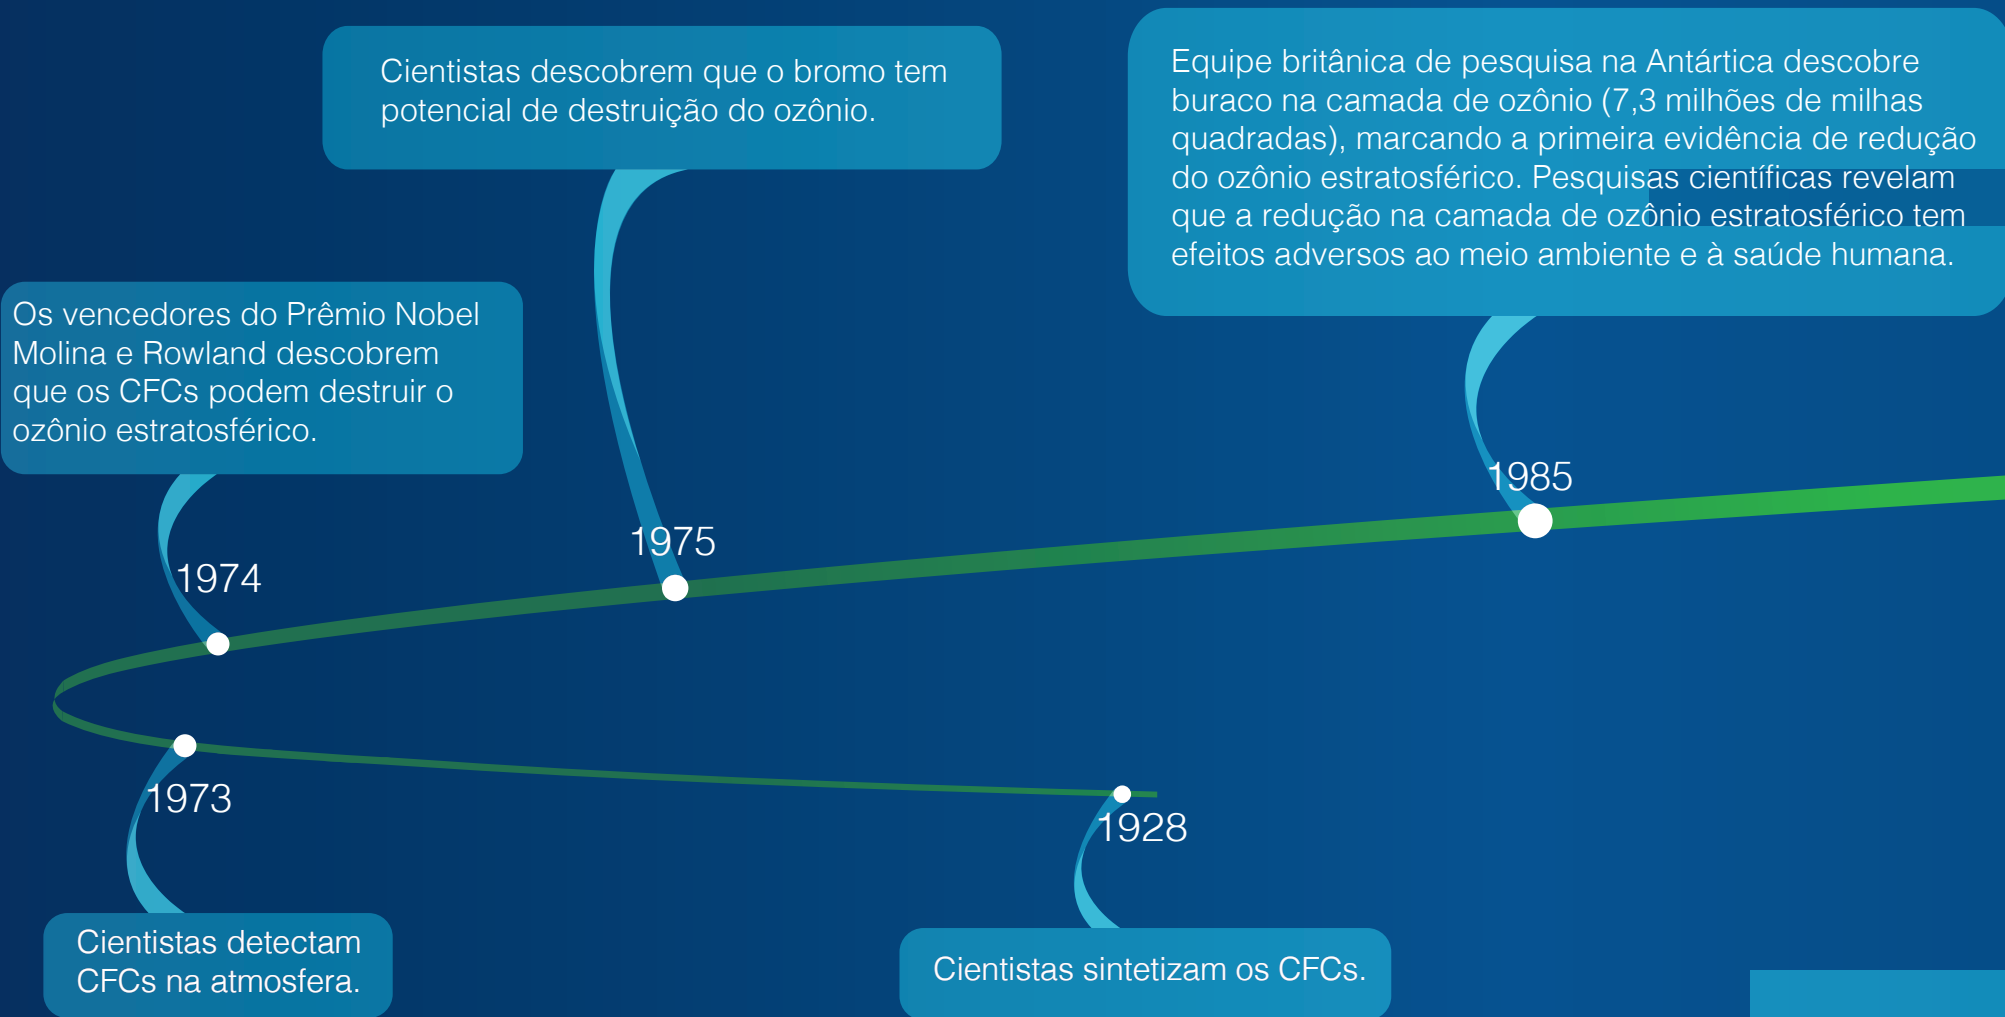 Cientistas descobrem que o bromo tem
potencial de destruição do ozônio.
Equipe britânica de pesquisa na Antártica descobre
buraco na camada de ozônio (7,3 milhões de milhas
quadradas), marcando a primeira evidência de redução
do ozônio estratosférico. Pesquisas científicas revelam
que a redução na camada de ozônio estratosférico tem
efeitos adversos ao meio ambiente e à saúde humana.
Os vencedores do Prêmio Nobel
Molina e Rowland descobrem
que os CFCs podem destruir o
ozônio estratosférico.
1985
1975
1974
1973
1928
Cientistas detectam
CFCs na atmosfera.
Cientistas sintetizam os CFCs.